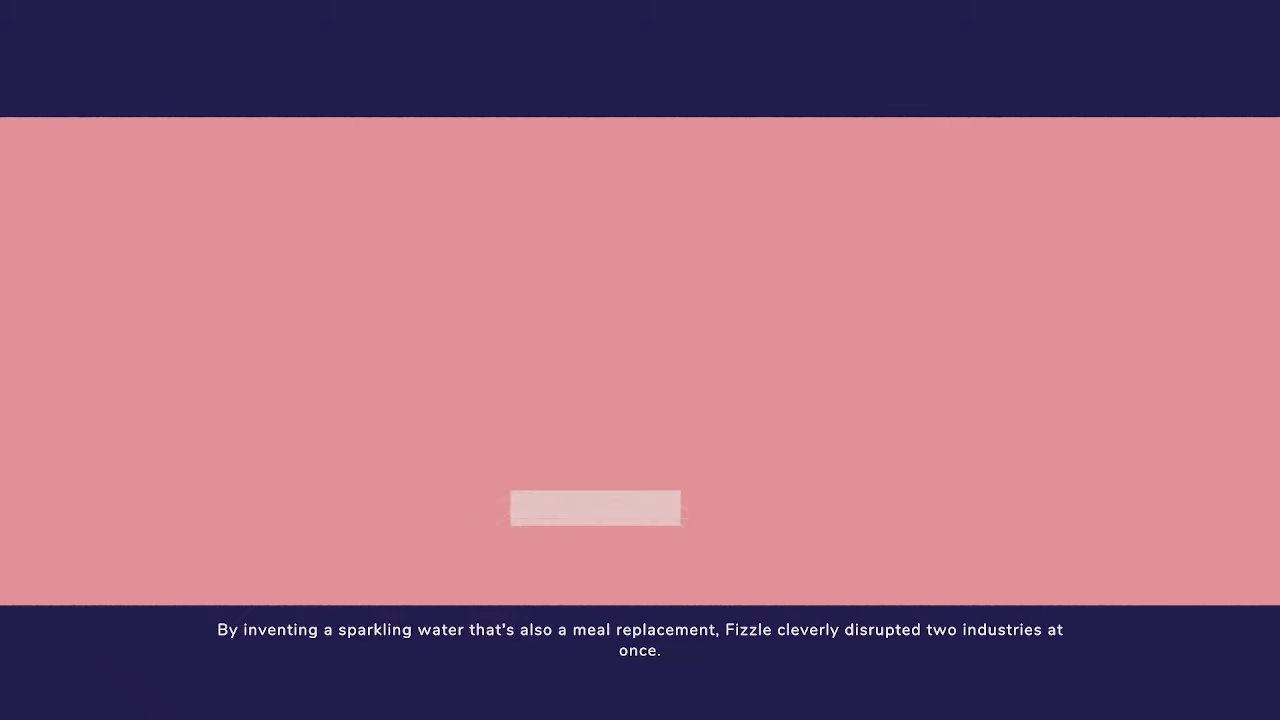 By inventing a sparkling water that's also a meal replacement, Fizzle cleverly disrupted two industries at
once.